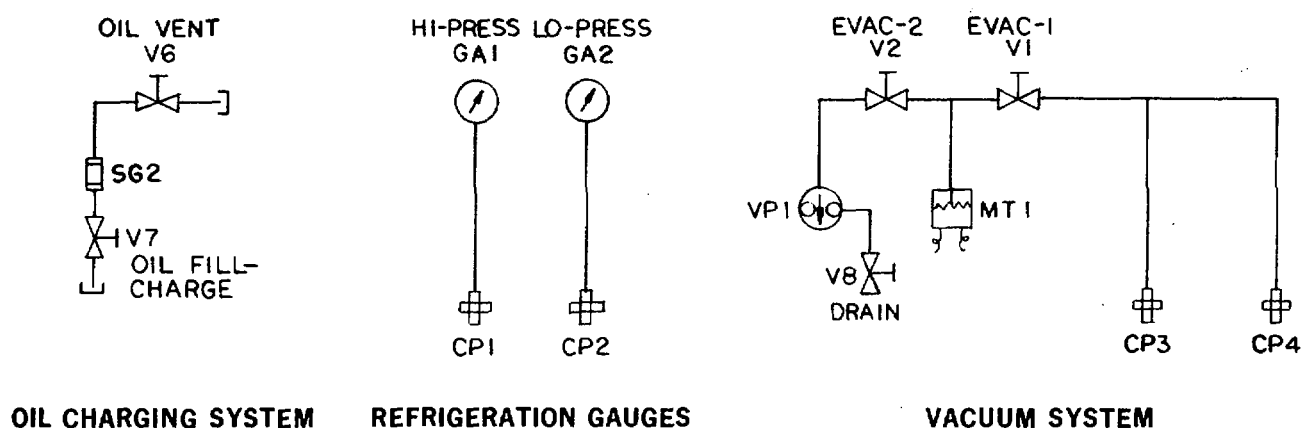 OIL VENT
V6
SG2
V7
OIL FILL-
CHARGE
OIL CHARGING SYSTEM
HI-PRESS
GA1
LO-PRESS
GA2
CP1
CP2
REFRIGERATION GAUGES
EVAC-2
V2
EVAC-1
V1
VP1
MT1
V8
DRAIN
CP3
CP4
VACUUM SYSTEM